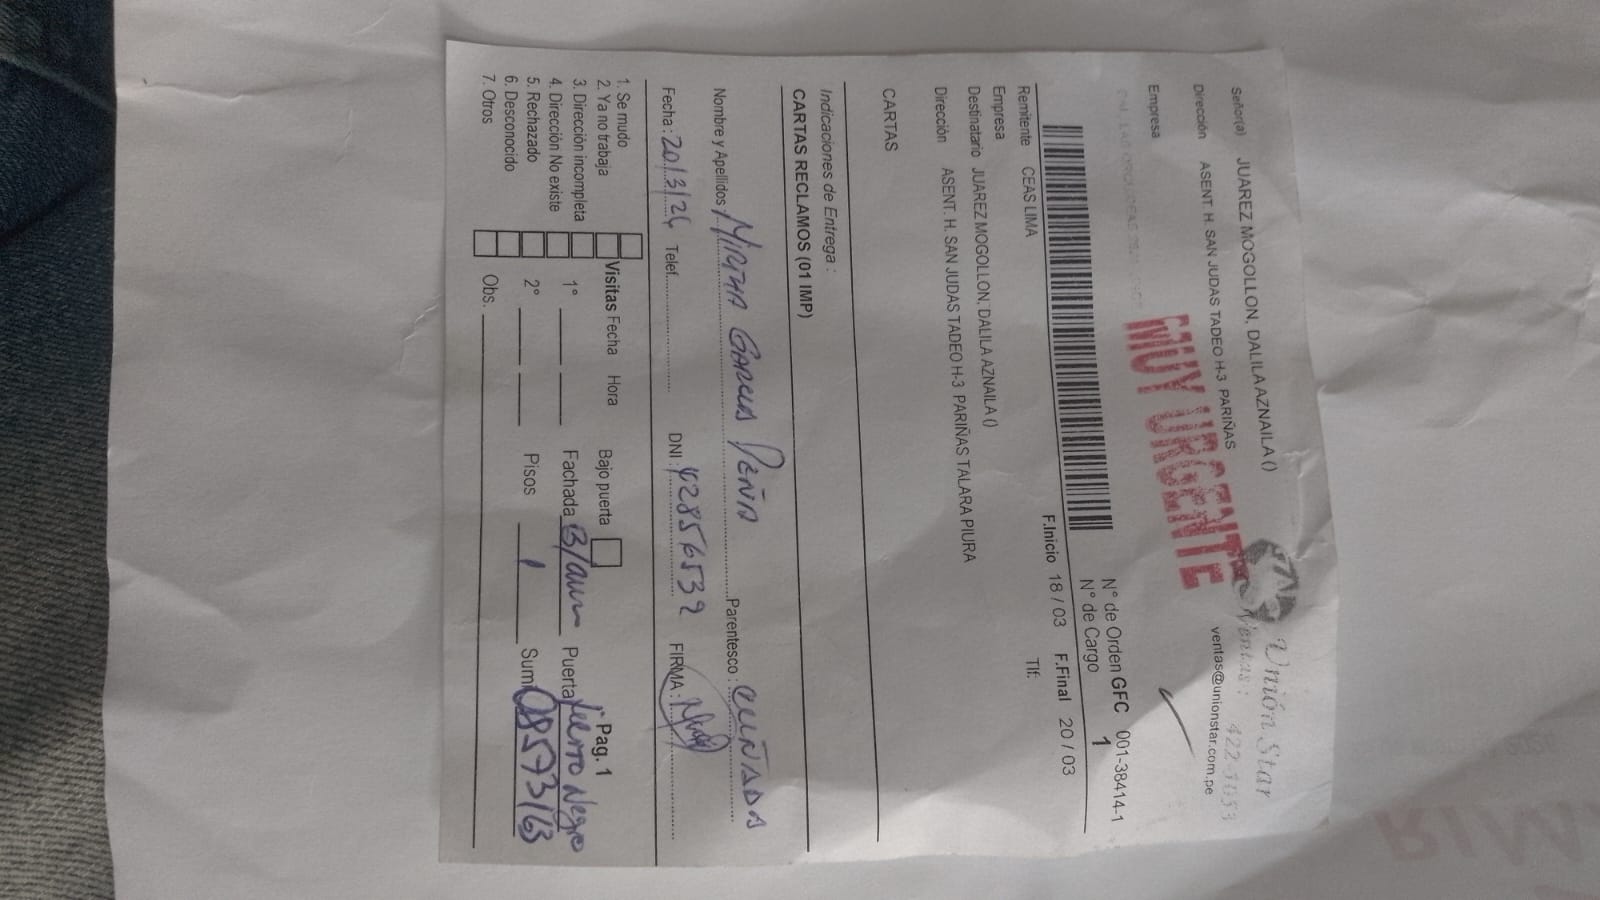 Señor(a) JUAREZ MOGOLLON, DALILA AZNAILA ()
Dirección ASENT. H. SAN JUDAS TADEO H-3 PARIÑAS
Empresa
MUY URGENTE
Unión Star
Ventas: 422-1053
ventas@unionstar.com.pe
N° de Orden GFC 001-38414-1
N° de Cargo 1
F.Inicio 18 / 03 F.Final 20 / 03
Remitente CEAS LIMA Tlf:
Empresa
Destinatario JUAREZ MOGOLLON, DALILA AZNAILA ()
Dirección ASENT. H. SAN JUDAS TADEO H-3 PARIÑAS TALARA PIURA
CARTAS
Indicaciones de Entrega :
CARTAS RECLAMOS (01 IMP)
Nombre y Apellidos Mirtha Garcia Peña Parentesco : cuñada
Fecha : 20/3/24 Telef. DNI : 42856532 FIRMA :
1. Se mudo
2. Ya no trabaja
3. Dirección incompleta
4. Dirección No existe
5. Rechazado
6. Desconocido
7. Otros
Visitas Fecha Hora
1°
2°
Obs.
Bajo puerta
Pag. 1
Fachada Puerta fierro Negro
Pisos 1 Sum.